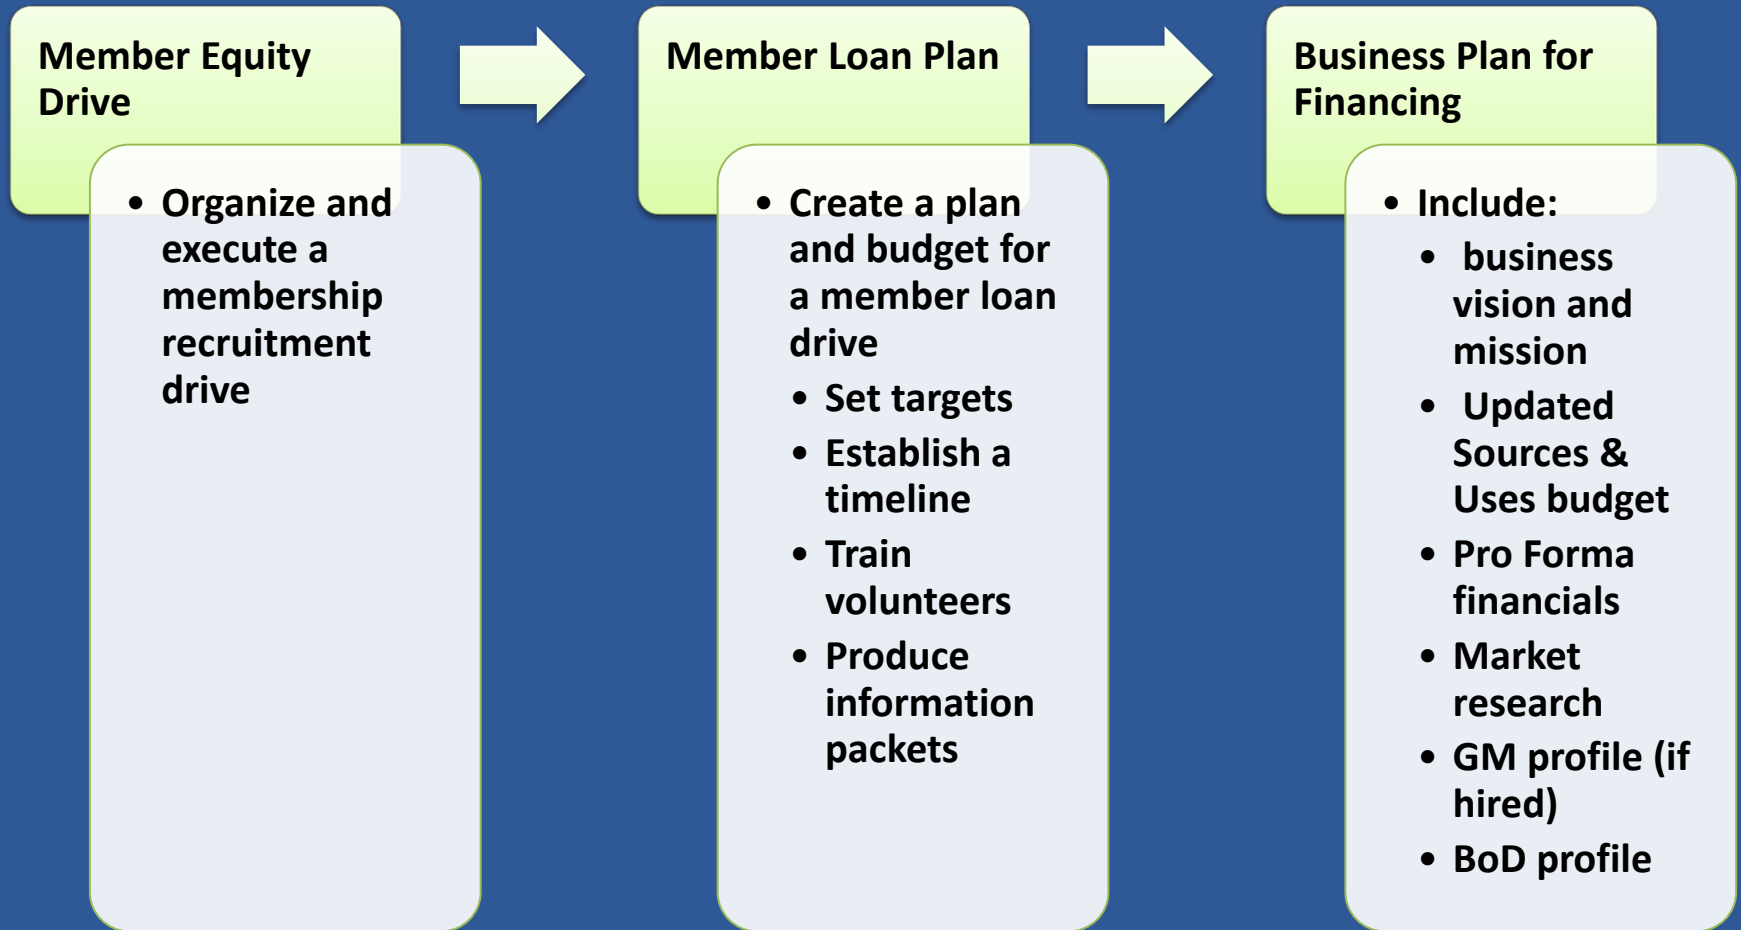 Member Equity
Drive
• Organize and
execute a
membership
recruitment
drive
Member Loan Plan
• Create a plan
and budget for
a member loan
drive
• Set targets
• Establish a
timeline
• Train
volunteers
• Produce
information
packets
Business Plan for
Financing
• Include:
• business
vision and
mission
• Updated
Sources &
Uses budget
• Pro Forma
financials
• Market
research
• GM profile (if
hired)
• BoD profile